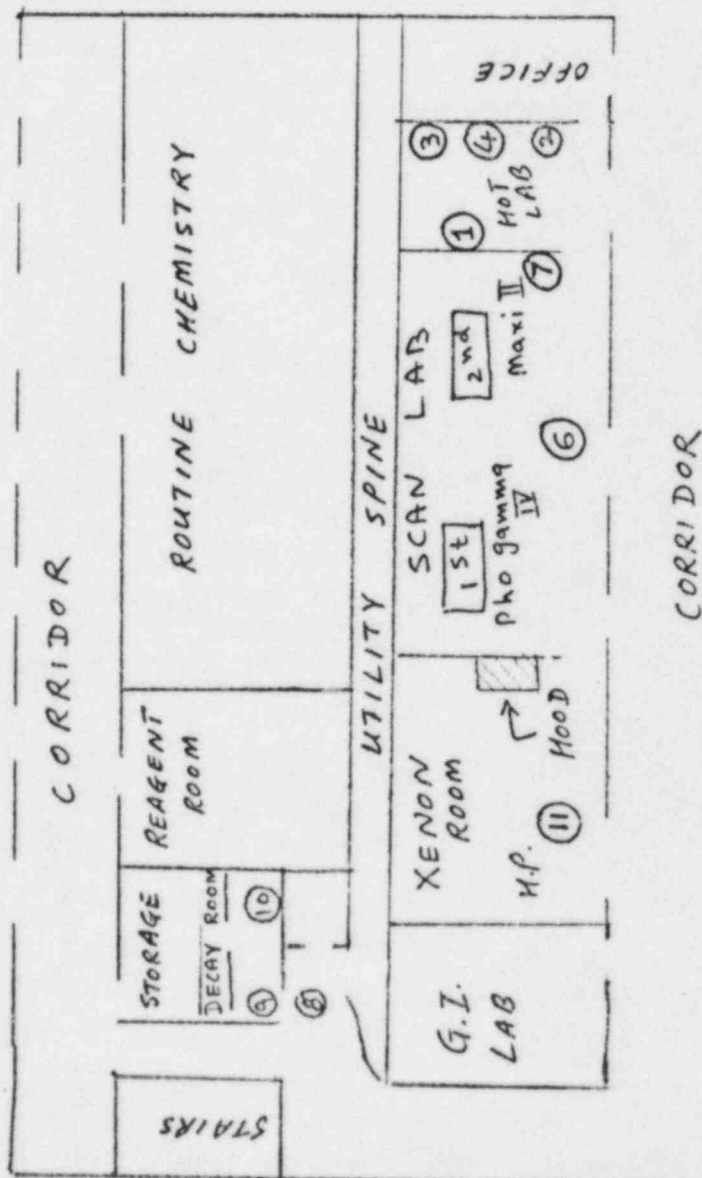 CORRIDOR
STAIRS
STORAGE
DECAY ROOM
⑨
⑩
⑧
REAGENT
ROOM
ROUTINE CHEMISTRY
UTILITY SPINE
G.I.
LAB
XENON
ROOM
H.P.
⑪
HOOD
SCAN LAB
1st
Pho gamma
IV
2nd
Maxi II
⑥
⑦
①
HOT
LAB
③
④
②
OFFICE
CORRIDOR